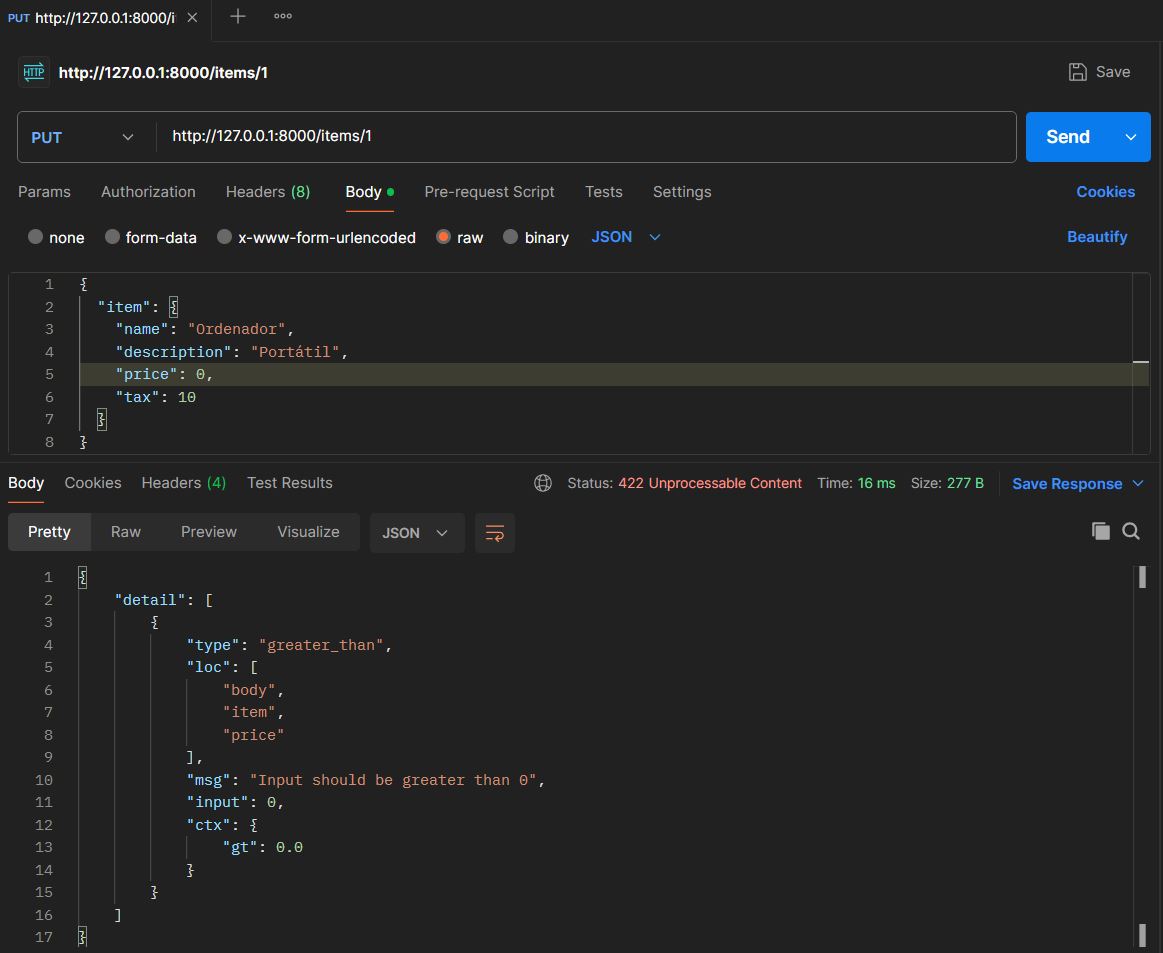 PUT http://127.0.0.1:8000/i
HTTP http://127.0.0.1:8000/items/1 Save
PUT http://127.0.0.1:8000/items/1 Send
Params Authorization Headers (8) Body Pre-request Script Tests Settings Cookies
none form-data x-www-form-urlencoded raw binary JSON Beautify
1 {
2 "item": {
3 "name": "Ordenador",
4 "description": "Portátil",
5 "price": 0,
6 "tax": 10
7 }
8 }
Body Cookies Headers (4) Test Results Status: 422 Unprocessable Content Time: 16 ms Size: 277 B Save Response
Pretty Raw Preview Visualize JSON
1 {
2 "detail": [
3 {
4 "type": "greater_than",
5 "loc": [
6 "body",
7 "item",
8 "price"
9 ],
10 "msg": "Input should be greater than 0",
11 "input": 0,
12 "ctx": {
13 "gt": 0.0
14 }
15 }
16 ]
17 }